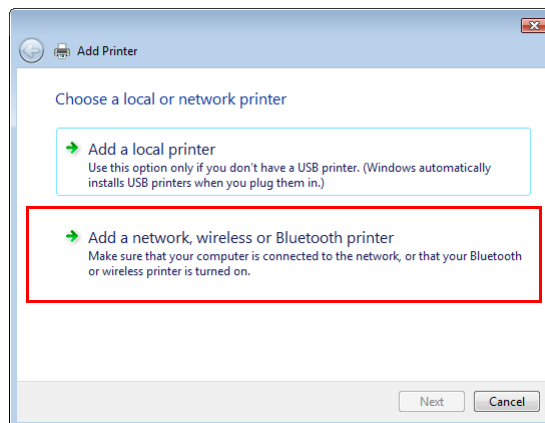 Add Printer
Choose a local or network printer
Add a local printer
Use this option only if you don't have a USB printer. (Windows automatically
installs USB printers when you plug them in.)
Add a network, wireless or Bluetooth printer
Make sure that your computer is connected to the network, or that your Bluetooth
or wireless printer is turned on.
Next Cancel